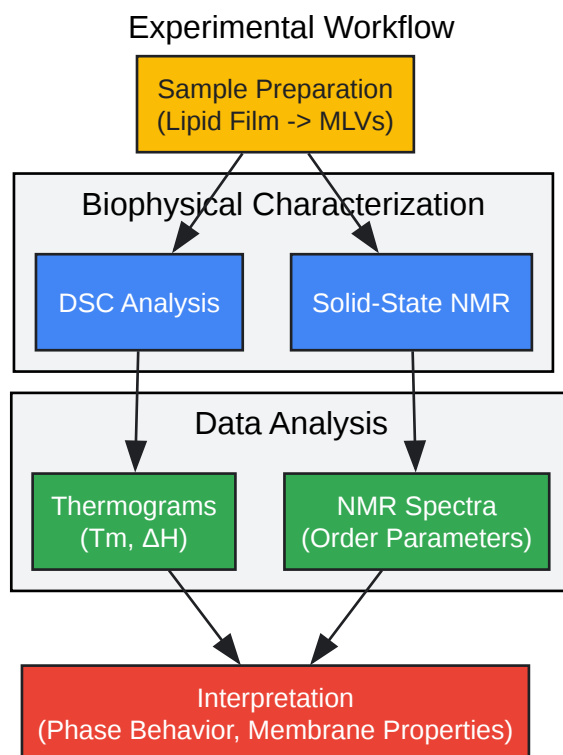 Experimental Workflow
Sample Preparation
(Lipid Film -> MLVs)
Biophysical Characterization
DSC Analysis
Solid-State NMR
Data Analysis
Thermograms
(Tm, ΔH)
NMR Spectra
(Order Parameters)
Interpretation
(Phase Behavior, Membrane Properties)